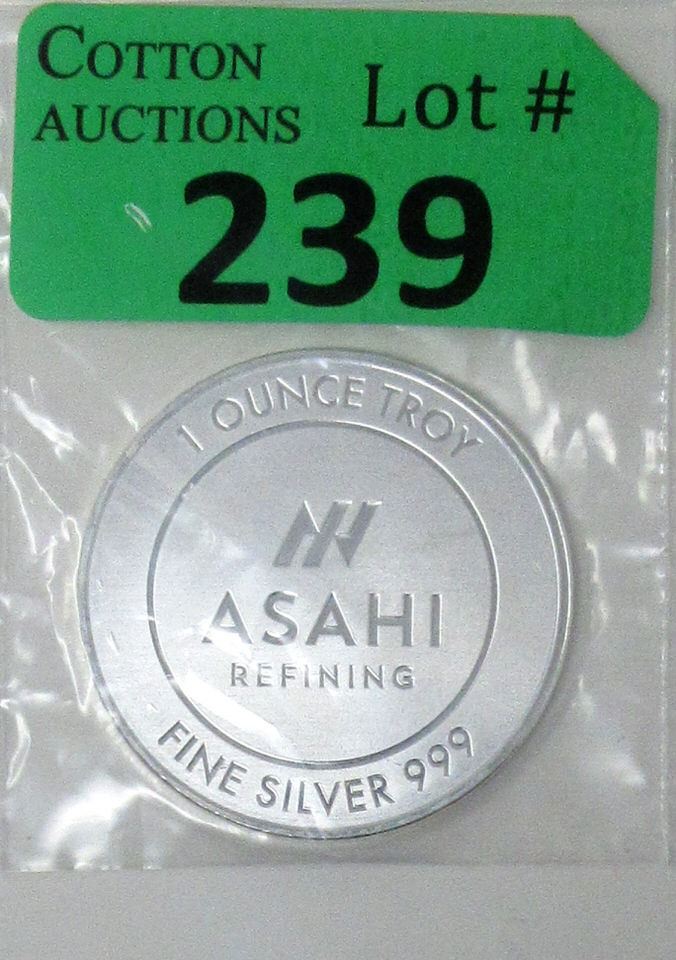 COTTON
AUCTIONS
Lot #
239
1 OUNCE TROY
ASAHI
REFINING
FINE SILVER 999